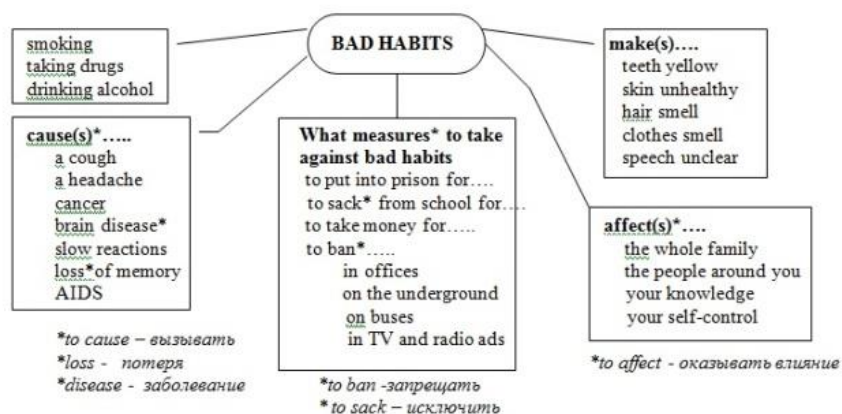 BAD HABITS
smoking
taking drugs
drinking alcohol
cause(s)*…..
a cough
a headache
cancer
brain disease*
slow reactions
loss*of memory
AIDS
*to cause – вызывать
*loss - потеря
*disease - заболевание
What measures* to take
against bad habits
to put into prison for….
to sack* from school for….
to take money for…..
to ban*…..
in offices
on the underground
on buses
in TV and radio ads
*to ban -запрещать
* to sack – исключить
make(s)….
teeth yellow
skin unhealthy
hair smell
clothes smell
speech unclear
affect(s)*….
the whole family
the people around you
your knowledge
your self-control
*to affect - оказывать влияние